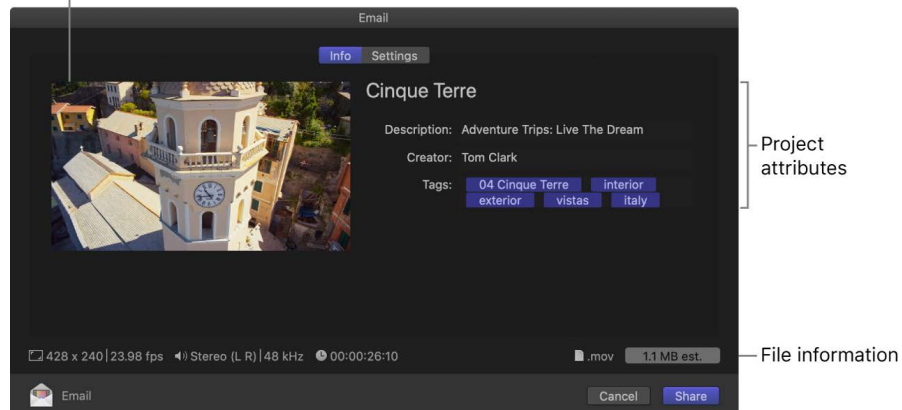 Email
Info Settings
Cinque Terre
Description: Adventure Trips: Live The Dream
Creator: Tom Clark
Tags: 04 Cinque Terre interior
exterior vistas italy
Project
attributes
428 x 240 | 23.98 fps Stereo (L R) | 48 kHz 00:00:26:10 .mov 1.1 MB est.
File information
Email Cancel Share